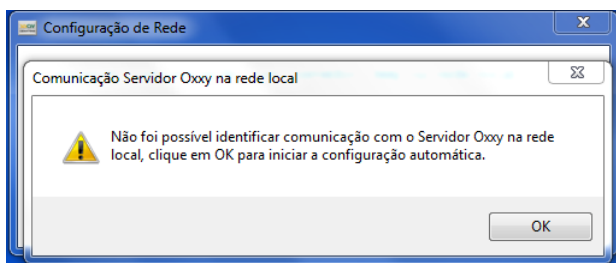 Configuração de Rede
Comunicação Servidor Oxxy na rede local
Não foi possível identificar comunicação com o Servidor Oxxy na rede
local, clique em OK para iniciar a configuração automática.
OK